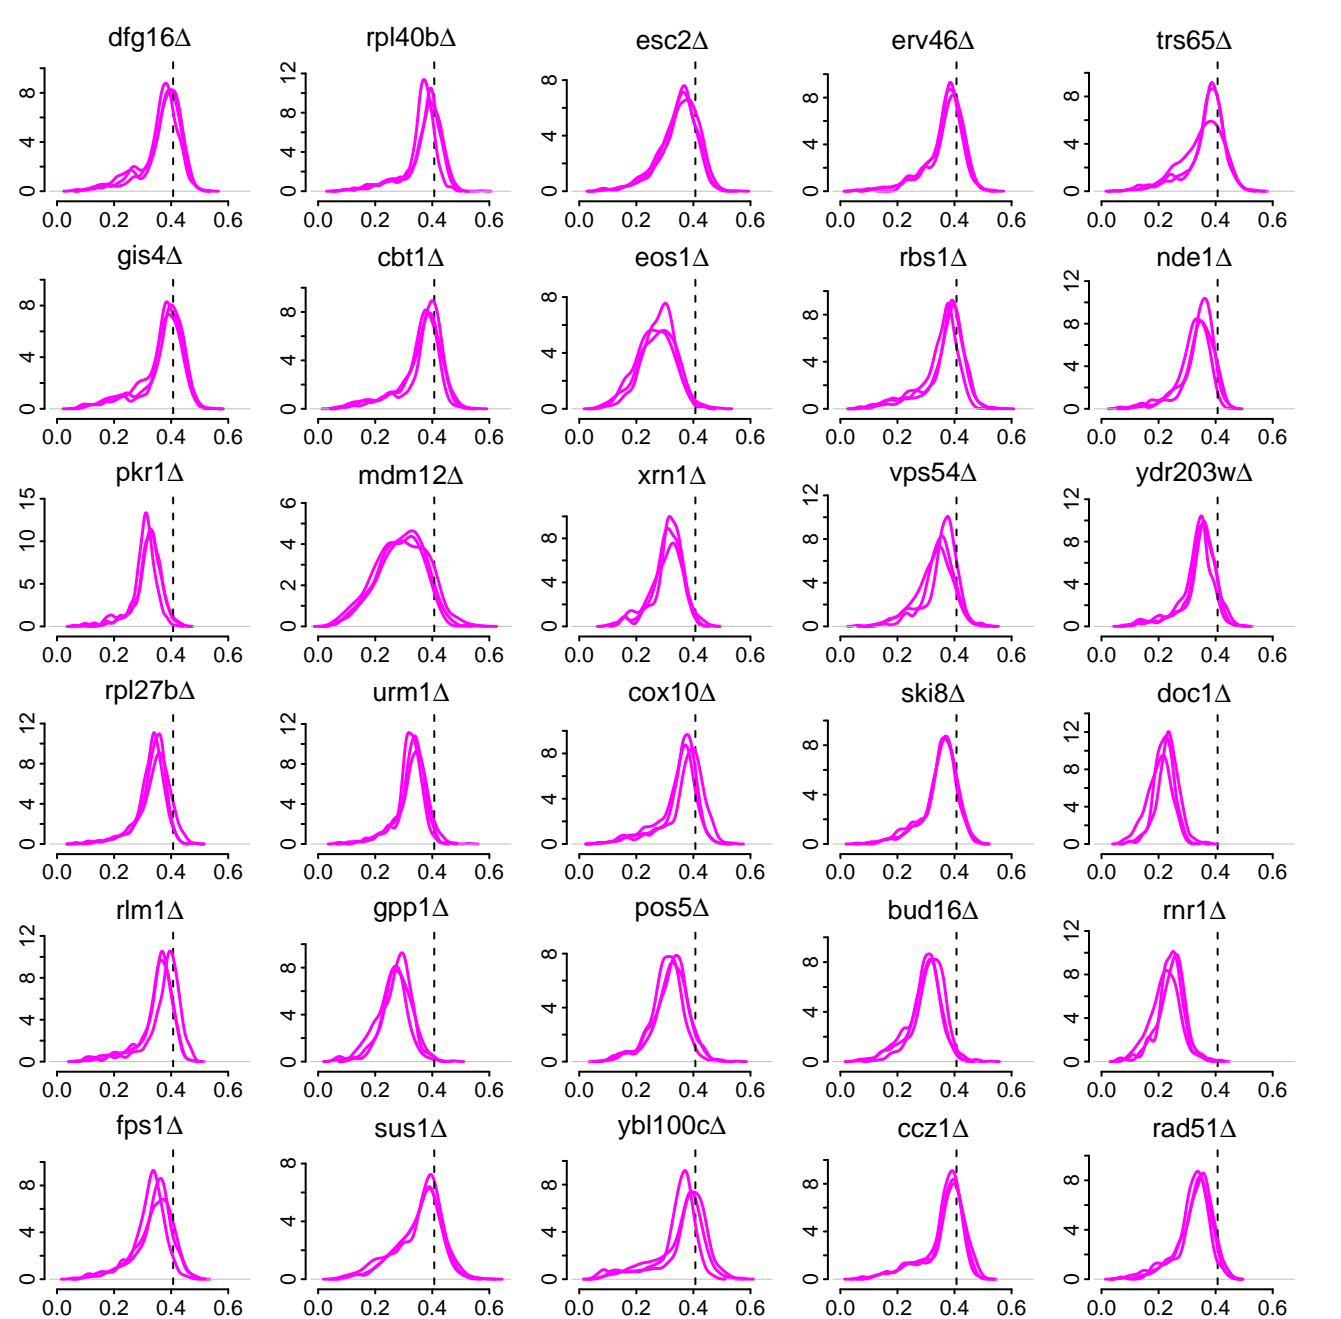 dfg16Δ rpl40bΔ esc2Δ erv46Δ trs65Δ
0 4 8 0 4 8 12 0 4 8 0 4 8 0 4 8
0.0 0.2 0.4 0.6 0.0 0.2 0.4 0.6 0.0 0.2 0.4 0.6 0.0 0.2 0.4 0.6 0.0 0.2 0.4 0.6
gis4Δ cbt1Δ eos1Δ rbs1Δ nde1Δ
0 4 8 0 4 8 0 4 8 0 4 8 0 4 8 12
0.0 0.2 0.4 0.6 0.0 0.2 0.4 0.6 0.0 0.2 0.4 0.6 0.0 0.2 0.4 0.6 0.0 0.2 0.4 0.6
pkr1Δ mdm12Δ xrn1Δ vps54Δ ydr203wΔ
0 5 10 15 0 2 4 6 0 4 8 0 4 8 12 0 4 8 12
0.0 0.2 0.4 0.6 0.0 0.2 0.4 0.6 0.0 0.2 0.4 0.6 0.0 0.2 0.4 0.6 0.0 0.2 0.4 0.6
rpl27bΔ urm1Δ cox10Δ ski8Δ doc1Δ
0 4 8 12 0 4 8 12 0 4 8 0 4 8 0 4 8 12
0.0 0.2 0.4 0.6 0.0 0.2 0.4 0.6 0.0 0.2 0.4 0.6 0.0 0.2 0.4 0.6 0.0 0.2 0.4 0.6
rlm1Δ gpp1Δ pos5Δ bud16Δ rnr1Δ
0 4 8 12 0 4 8 0 4 8 0 4 8 0 4 8 12
0.0 0.2 0.4 0.6 0.0 0.2 0.4 0.6 0.0 0.2 0.4 0.6 0.0 0.2 0.4 0.6 0.0 0.2 0.4 0.6
fps1Δ sus1Δ ybl100cΔ ccz1Δ rad51Δ
0 4 8 0 4 8 0 4 8 0 4 8 0 4 8
0.0 0.2 0.4 0.6 0.0 0.2 0.4 0.6 0.0 0.2 0.4 0.6 0.0 0.2 0.4 0.6 0.0 0.2 0.4 0.6